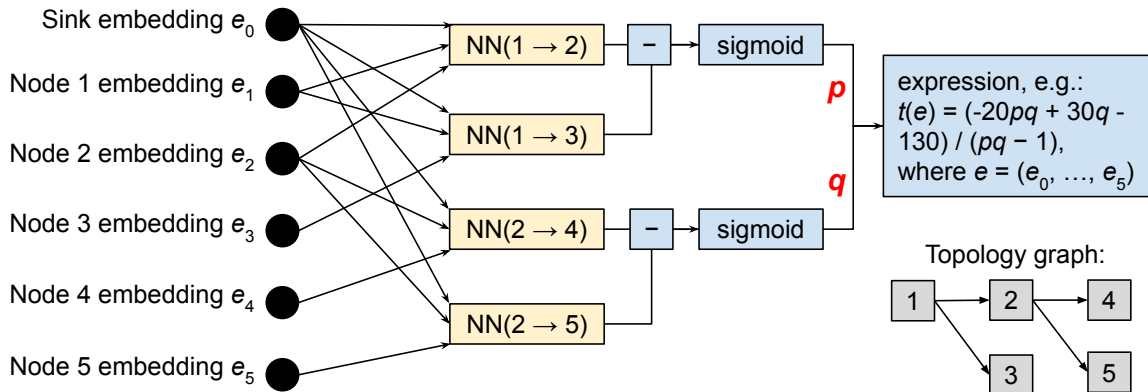 Sink embedding e₀
Node 1 embedding e₁
Node 2 embedding e₂
Node 3 embedding e₃
Node 4 embedding e₄
Node 5 embedding e₅
NN(1 → 2)
NN(1 → 3)
NN(2 → 4)
NN(2 → 5)
−
sigmoid
−
sigmoid
p
q
expression, e.g.:
t(e) = (-20pq + 30q -
130) / (pq − 1),
where e = (e₀, …, e₅)
Topology graph:
1
2
4
3
5